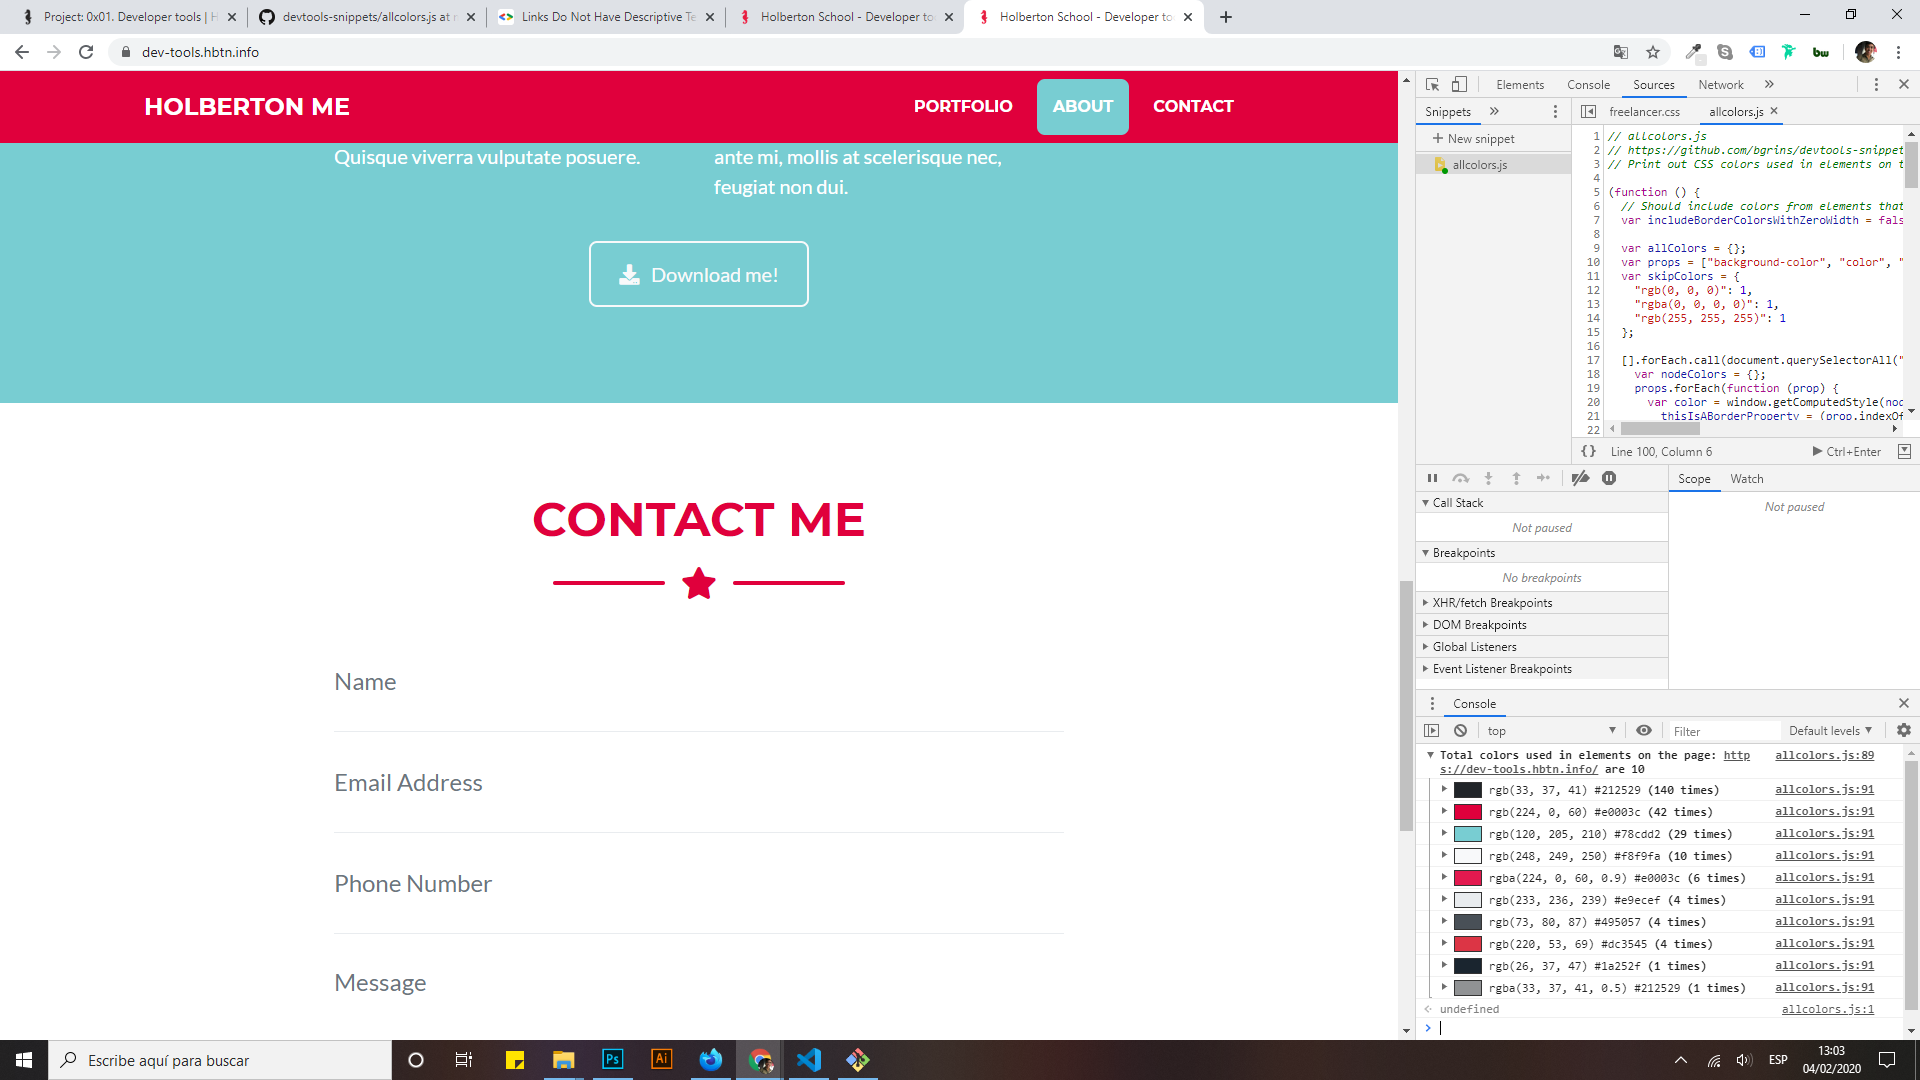 Project: 0x01. Developer tools | H
devtools-snippets/allcolors.js at m
Links Do Not Have Descriptive Te
Holberton School - Developer to
Holberton School - Developer to
dev-tools.hbtn.info
bw
HOLBERTON ME
PORTFOLIO
ABOUT
CONTACT
Quisque viverra vulputate posuere.
ante mi, mollis at scelerisque nec,
feugiat non dui.
Download me!
CONTACT ME
Name
Email Address
Phone Number
Message
Elements
Console
Sources
Network
Snippets
freelancer.css
allcolors.js
New snippet
allcolors.js
1 // allcolors.js
2 // https://github.com/bgrins/devtools-snippet
3 // Print out CSS colors used in elements on t
4
5 (function () {
6 // Should include colors from elements that
7 var includeBorderColorsWithZeroWidth = fals
8
9 var allColors = {};
10 var props = ["background-color", "color", "
11 var skipColors = {
12 "rgb(0, 0, 0)": 1,
13 "rgba(0, 0, 0, 0)": 1,
14 "rgb(255, 255, 255)": 1
15 };
16
17 [].forEach.call(document.querySelectorAll("
18 var nodeColors = {};
19 props.forEach(function (prop) {
20 var color = window.getComputedStyle(nod
21 thisIsABorderProperty = (prop.indexOf
22
{} Line 100, Column 6
Ctrl+Enter
Call Stack
Not paused
Breakpoints
No breakpoints
XHR/fetch Breakpoints
DOM Breakpoints
Global Listeners
Event Listener Breakpoints
Scope
Watch
Not paused
Console
top
Filter
Default levels
Total colors used in elements on the page: http allcolors.js:89
s://dev-tools.hbtn.info/ are 10
rgb(33, 37, 41) #212529 (140 times) allcolors.js:91
rgb(224, 0, 60) #e0003c (42 times) allcolors.js:91
rgb(120, 205, 210) #78cdd2 (29 times) allcolors.js:91
rgb(248, 249, 250) #f8f9fa (10 times) allcolors.js:91
rgba(224, 0, 60, 0.9) #e0003c (6 times) allcolors.js:91
rgb(233, 236, 239) #e9ecef (4 times) allcolors.js:91
rgb(73, 80, 87) #495057 (4 times) allcolors.js:91
rgb(220, 53, 69) #dc3545 (4 times) allcolors.js:91
rgb(26, 37, 47) #1a252f (1 times) allcolors.js:91
rgba(33, 37, 41, 0.5) #212529 (1 times) allcolors.js:91
undefined allcolors.js:1
Escribe aquí para buscar
Ps
Ai
ESP
13:03
04/02/2020